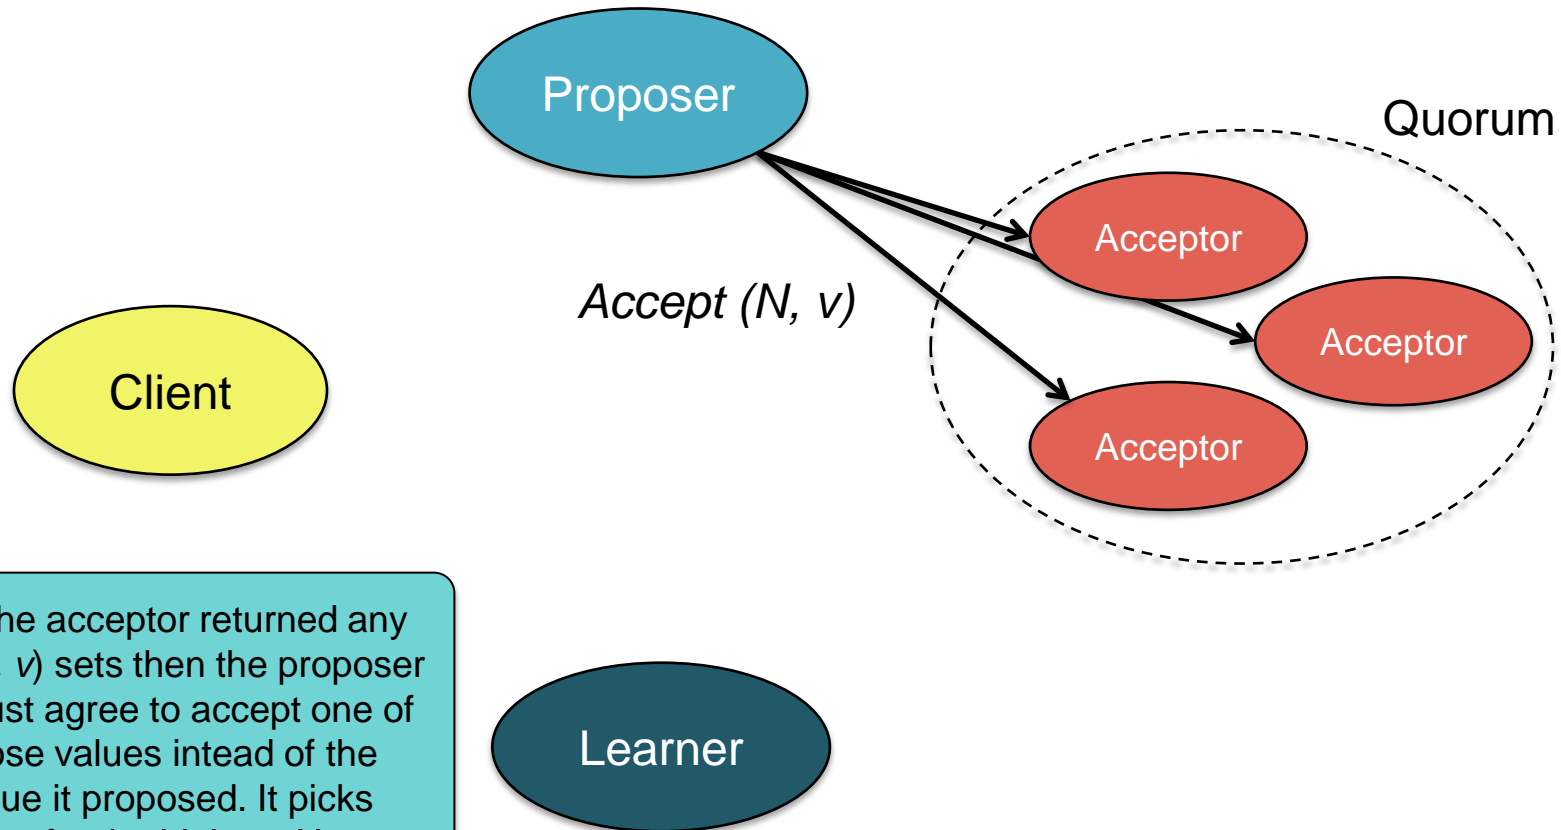 Proposer
Quorum
Acceptor
Accept (N, v)
Acceptor
Client
Acceptor
he acceptor returned any
v) sets then the proposer
ust agree to accept one of
ose values intead of the
ue it proposed. It picks
Learner